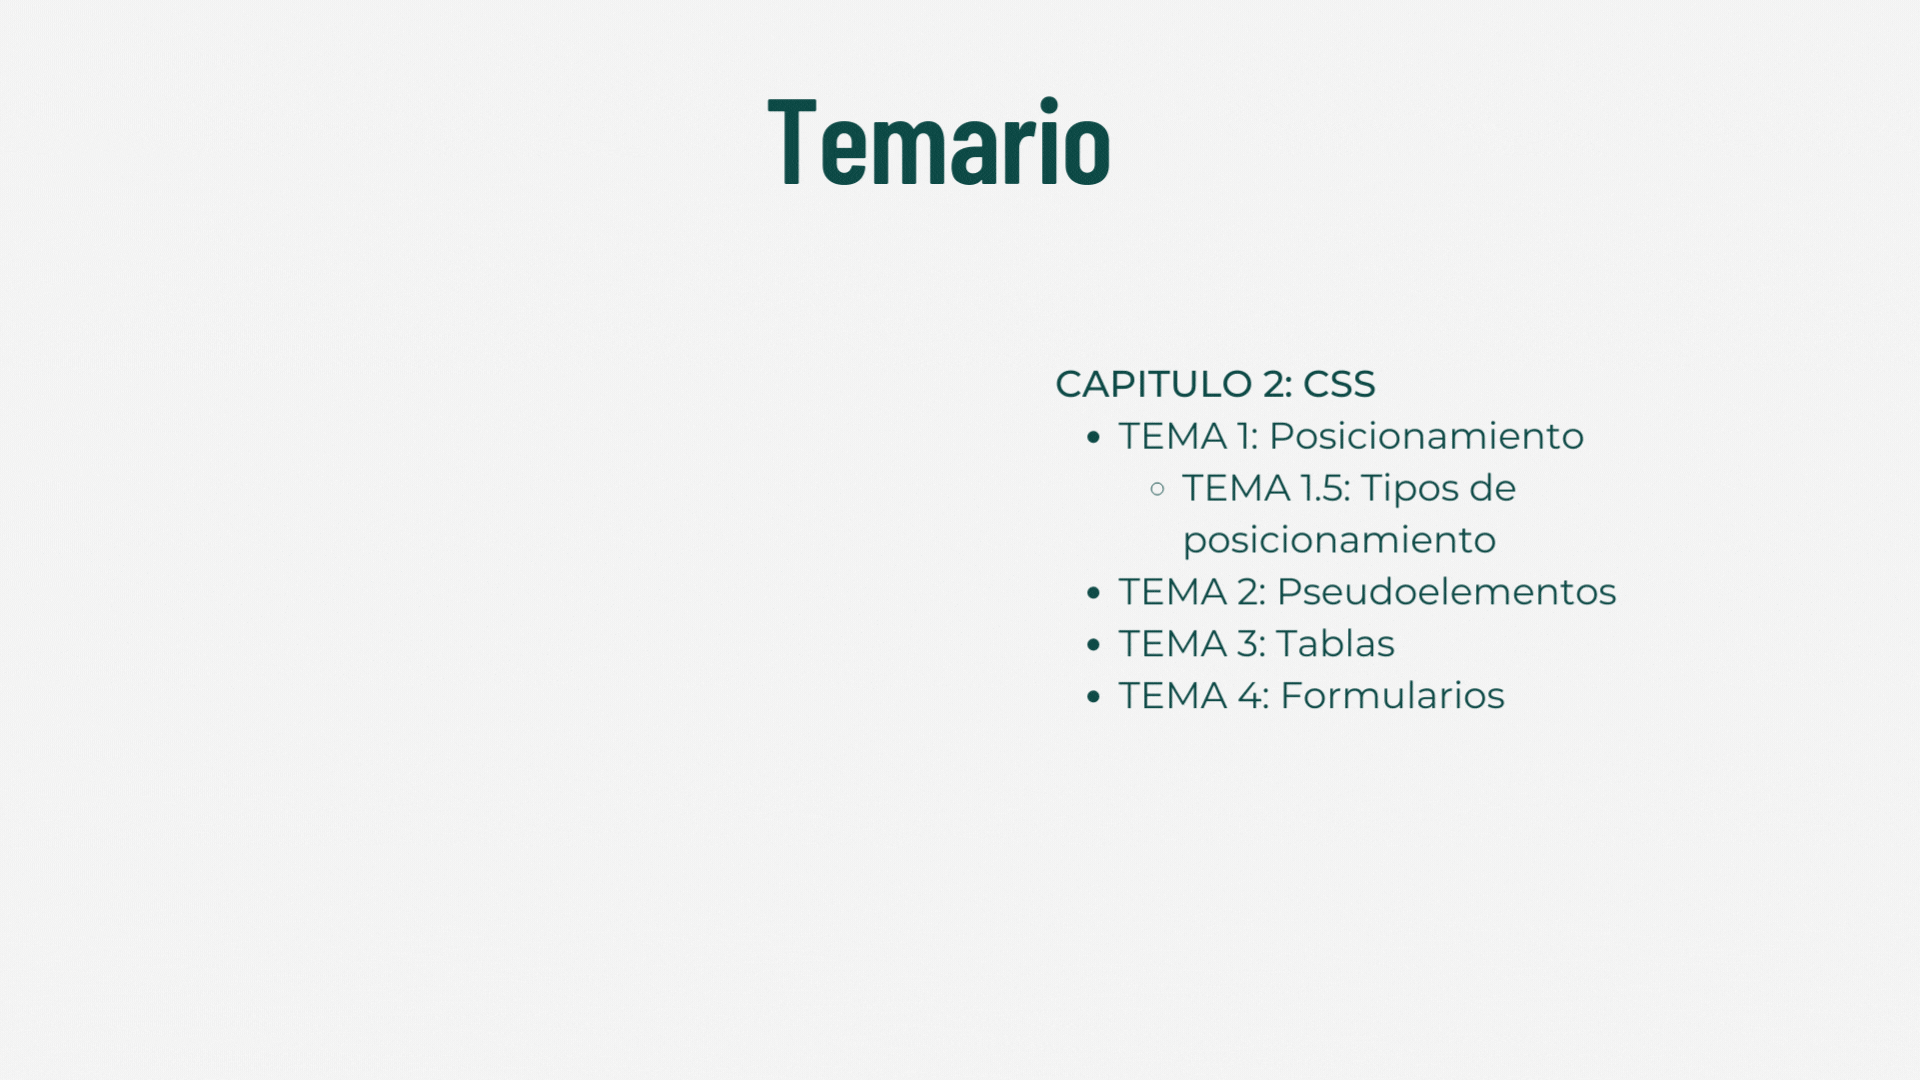 Temario
CAPITULO 2: CSS
• TEMA 1: Posicionamiento
◦ TEMA 1.5: Tipos de
posicionamiento
• TEMA 2: Pseudoelementos
• TEMA 3: Tablas
• TEMA 4: Formularios